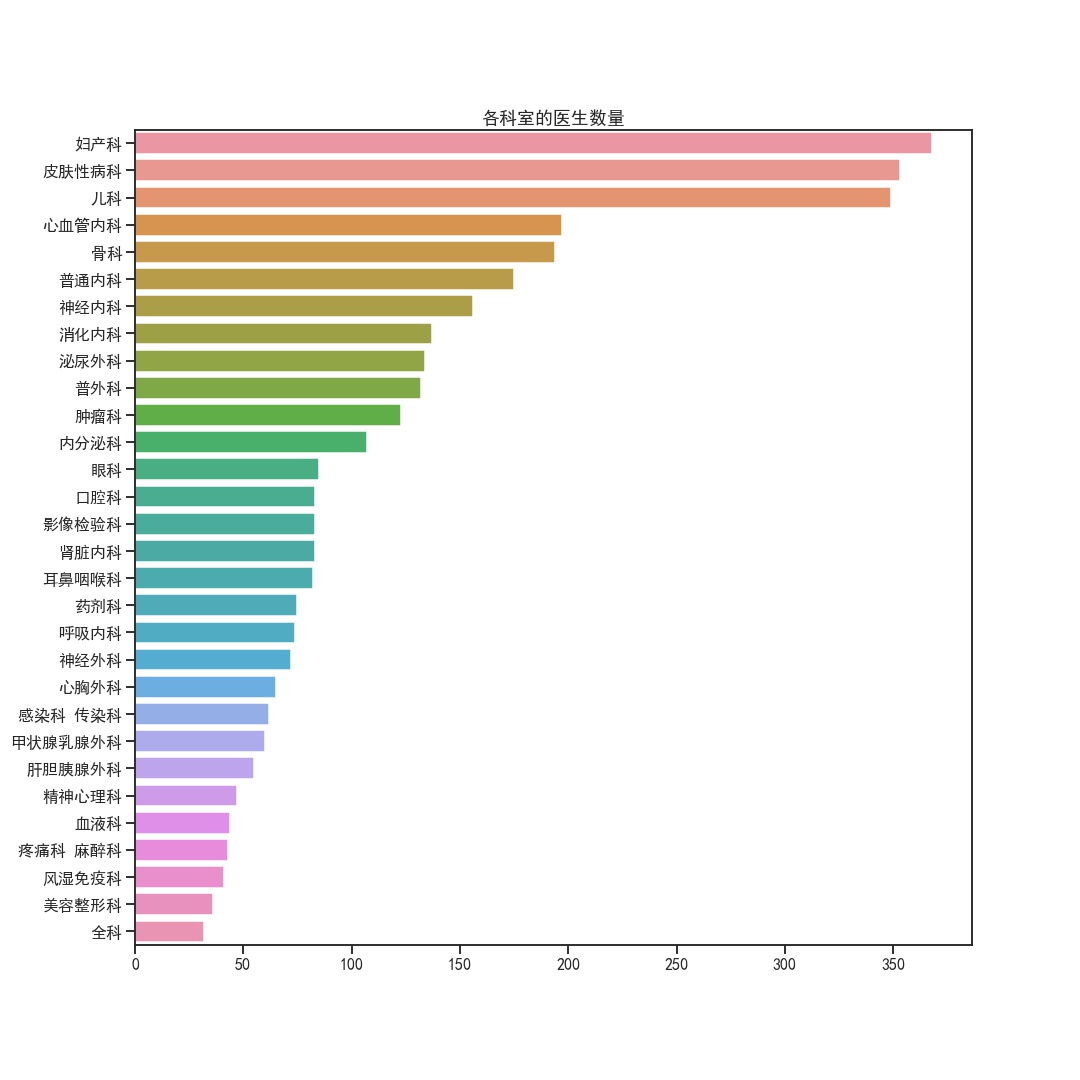 各科室的医生数量
妇产科
皮肤性病科
儿科
心血管内科
骨科
普通内科
神经内科
消化内科
泌尿外科
普外科
肿瘤科
内分泌科
眼科
口腔科
影像检验科
肾脏内科
耳鼻咽喉科
药剂科
呼吸内科
神经外科
心胸外科
感染科 传染科
甲状腺乳腺外科
肝胆胰腺外科
精神心理科
血液科
疼痛科 麻醉科
风湿免疫科
美容整形科
全科
0 50 100 150 200 250 300 350